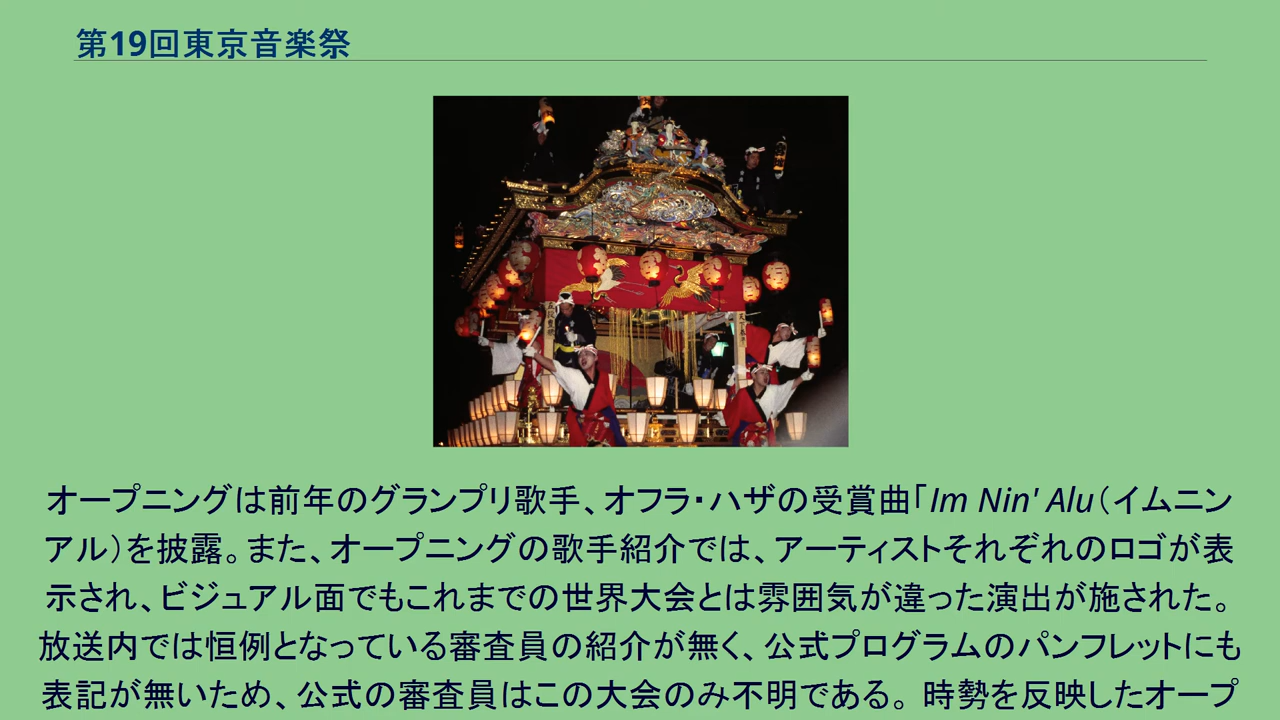 第19回東京音楽祭
オープニングは前年のグランプリ歌手、オフラ・ハザの受賞曲「Im Nin' Alu（イムニン
アル）を披露。また、オープニングの歌手紹介では、アーティストそれぞれのロゴが表
示され、ビジュアル面でもこれまでの世界大会とは雰囲気が違った演出が施された。
放送内では恒例となっている審査員の紹介が無く、公式プログラムのパンフレットにも
表記が無いため、公式の審査員はこの大会のみ不明である。 時勢を反映したオープ